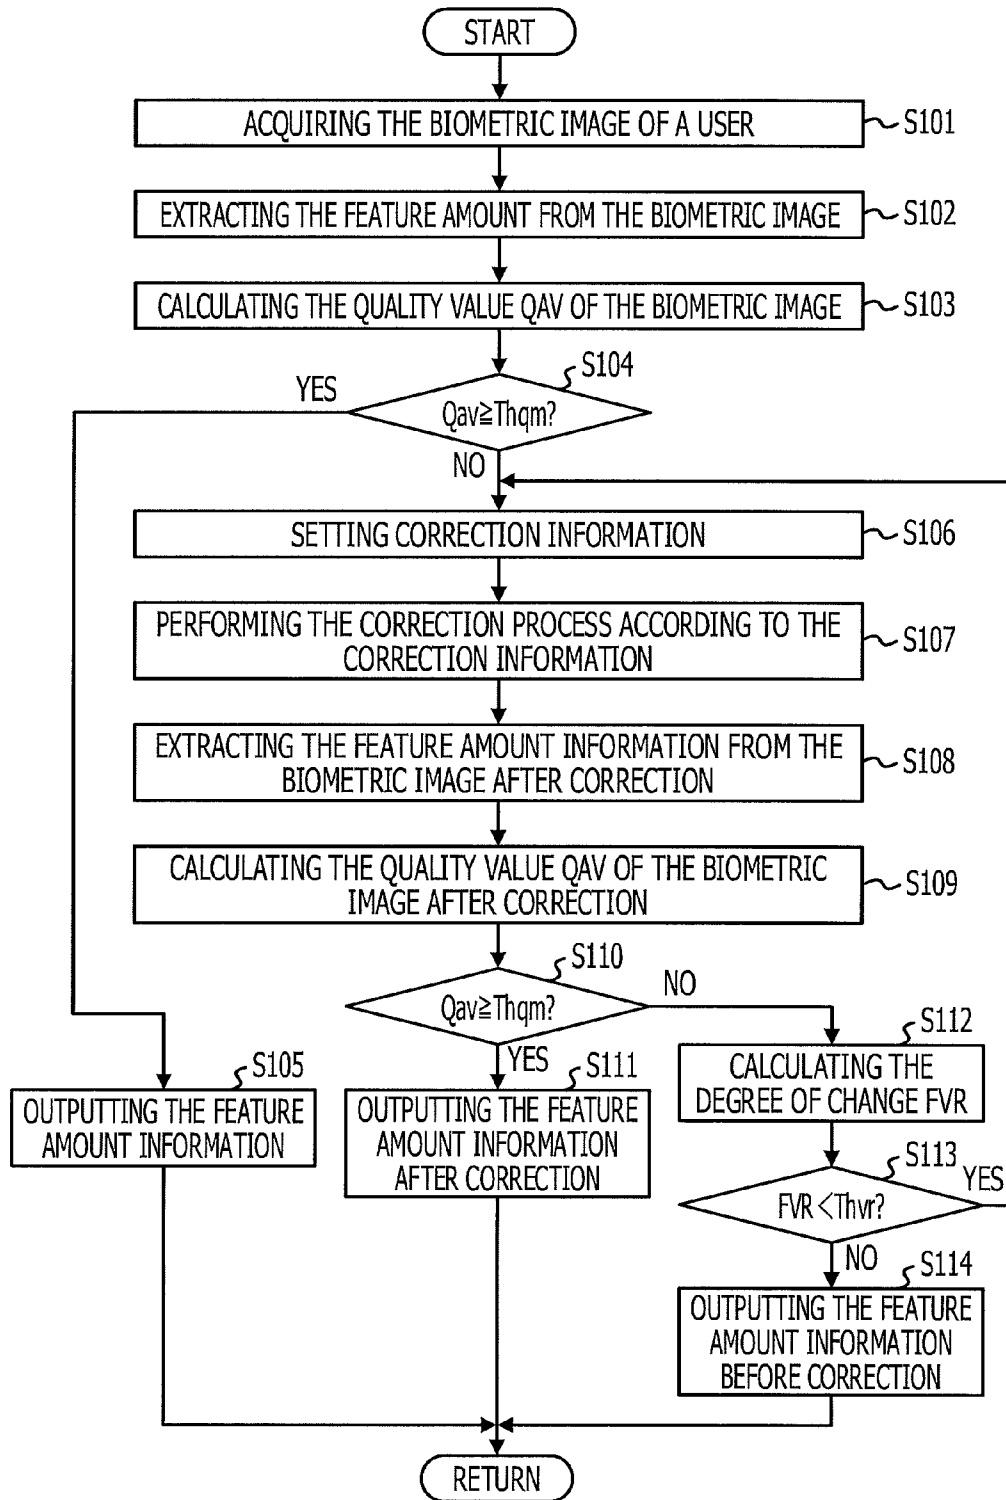 START
ACQUIRING THE BIOMETRIC IMAGE OF A USER
S101
EXTRACTING THE FEATURE AMOUNT FROM THE BIOMETRIC IMAGE
S102
CALCULATING THE QUALITY VALUE QAV OF THE BIOMETRIC IMAGE
S103
S104
YES
Qav≧Thqm?
NO
SETTING CORRECTION INFORMATION
S106
PERFORMING THE CORRECTION PROCESS ACCORDING TO THE
CORRECTION INFORMATION
S107
EXTRACTING THE FEATURE AMOUNT INFORMATION FROM THE
BIOMETRIC IMAGE AFTER CORRECTION
S108
CALCULATING THE QUALITY VALUE QAV OF THE BIOMETRIC
IMAGE AFTER CORRECTION
S109
S110
Qav≧Thqm?
NO
YES
S112
CALCULATING THE
DEGREE OF CHANGE FVR
S105
OUTPUTTING THE FEATURE
AMOUNT INFORMATION
S111
OUTPUTTING THE FEATURE
AMOUNT INFORMATION
AFTER CORRECTION
S113
FVR<Thvr?
YES
NO
S114
OUTPUTTING THE FEATURE
AMOUNT INFORMATION
BEFORE CORRECTION
RETURN